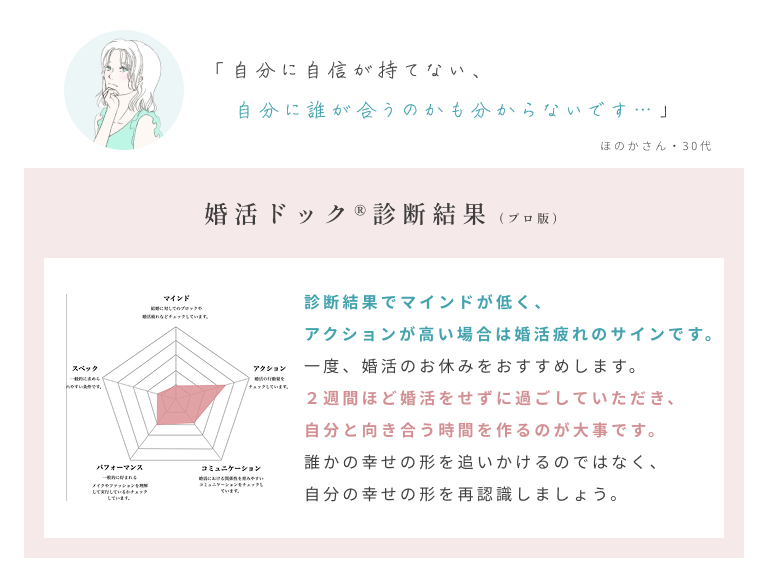 「自分に自信が持てない、
自分に誰が合うのかも分からないです…」
ほのかさん・30代
婚活ドック®診断結果（プロ版）
マインド
結婚に対してのブロックや
婚活疲れなどチェックしています。
スペック
一般的に求めら
れやすい条件です。
アクション
婚活の行動量を
チェックしています。
パフォーマンス
一般的に好まれる
メイクやファッションを理解
して実行しているかチェック
しています。
コミュニケーション
婚活における関係性を育みやすい
コミュニケーションをチェックし
ています。
診断結果でマインドが低く、
アクションが高い場合は婚活疲れのサインです。
一度、婚活のお休みをおすすめします。
２週間ほど婚活をせずに過ごしていただき、
自分と向き合う時間を作るのが大事です。
誰かの幸せの形を追いかけるのではなく、
自分の幸せの形を再認識しましょう。